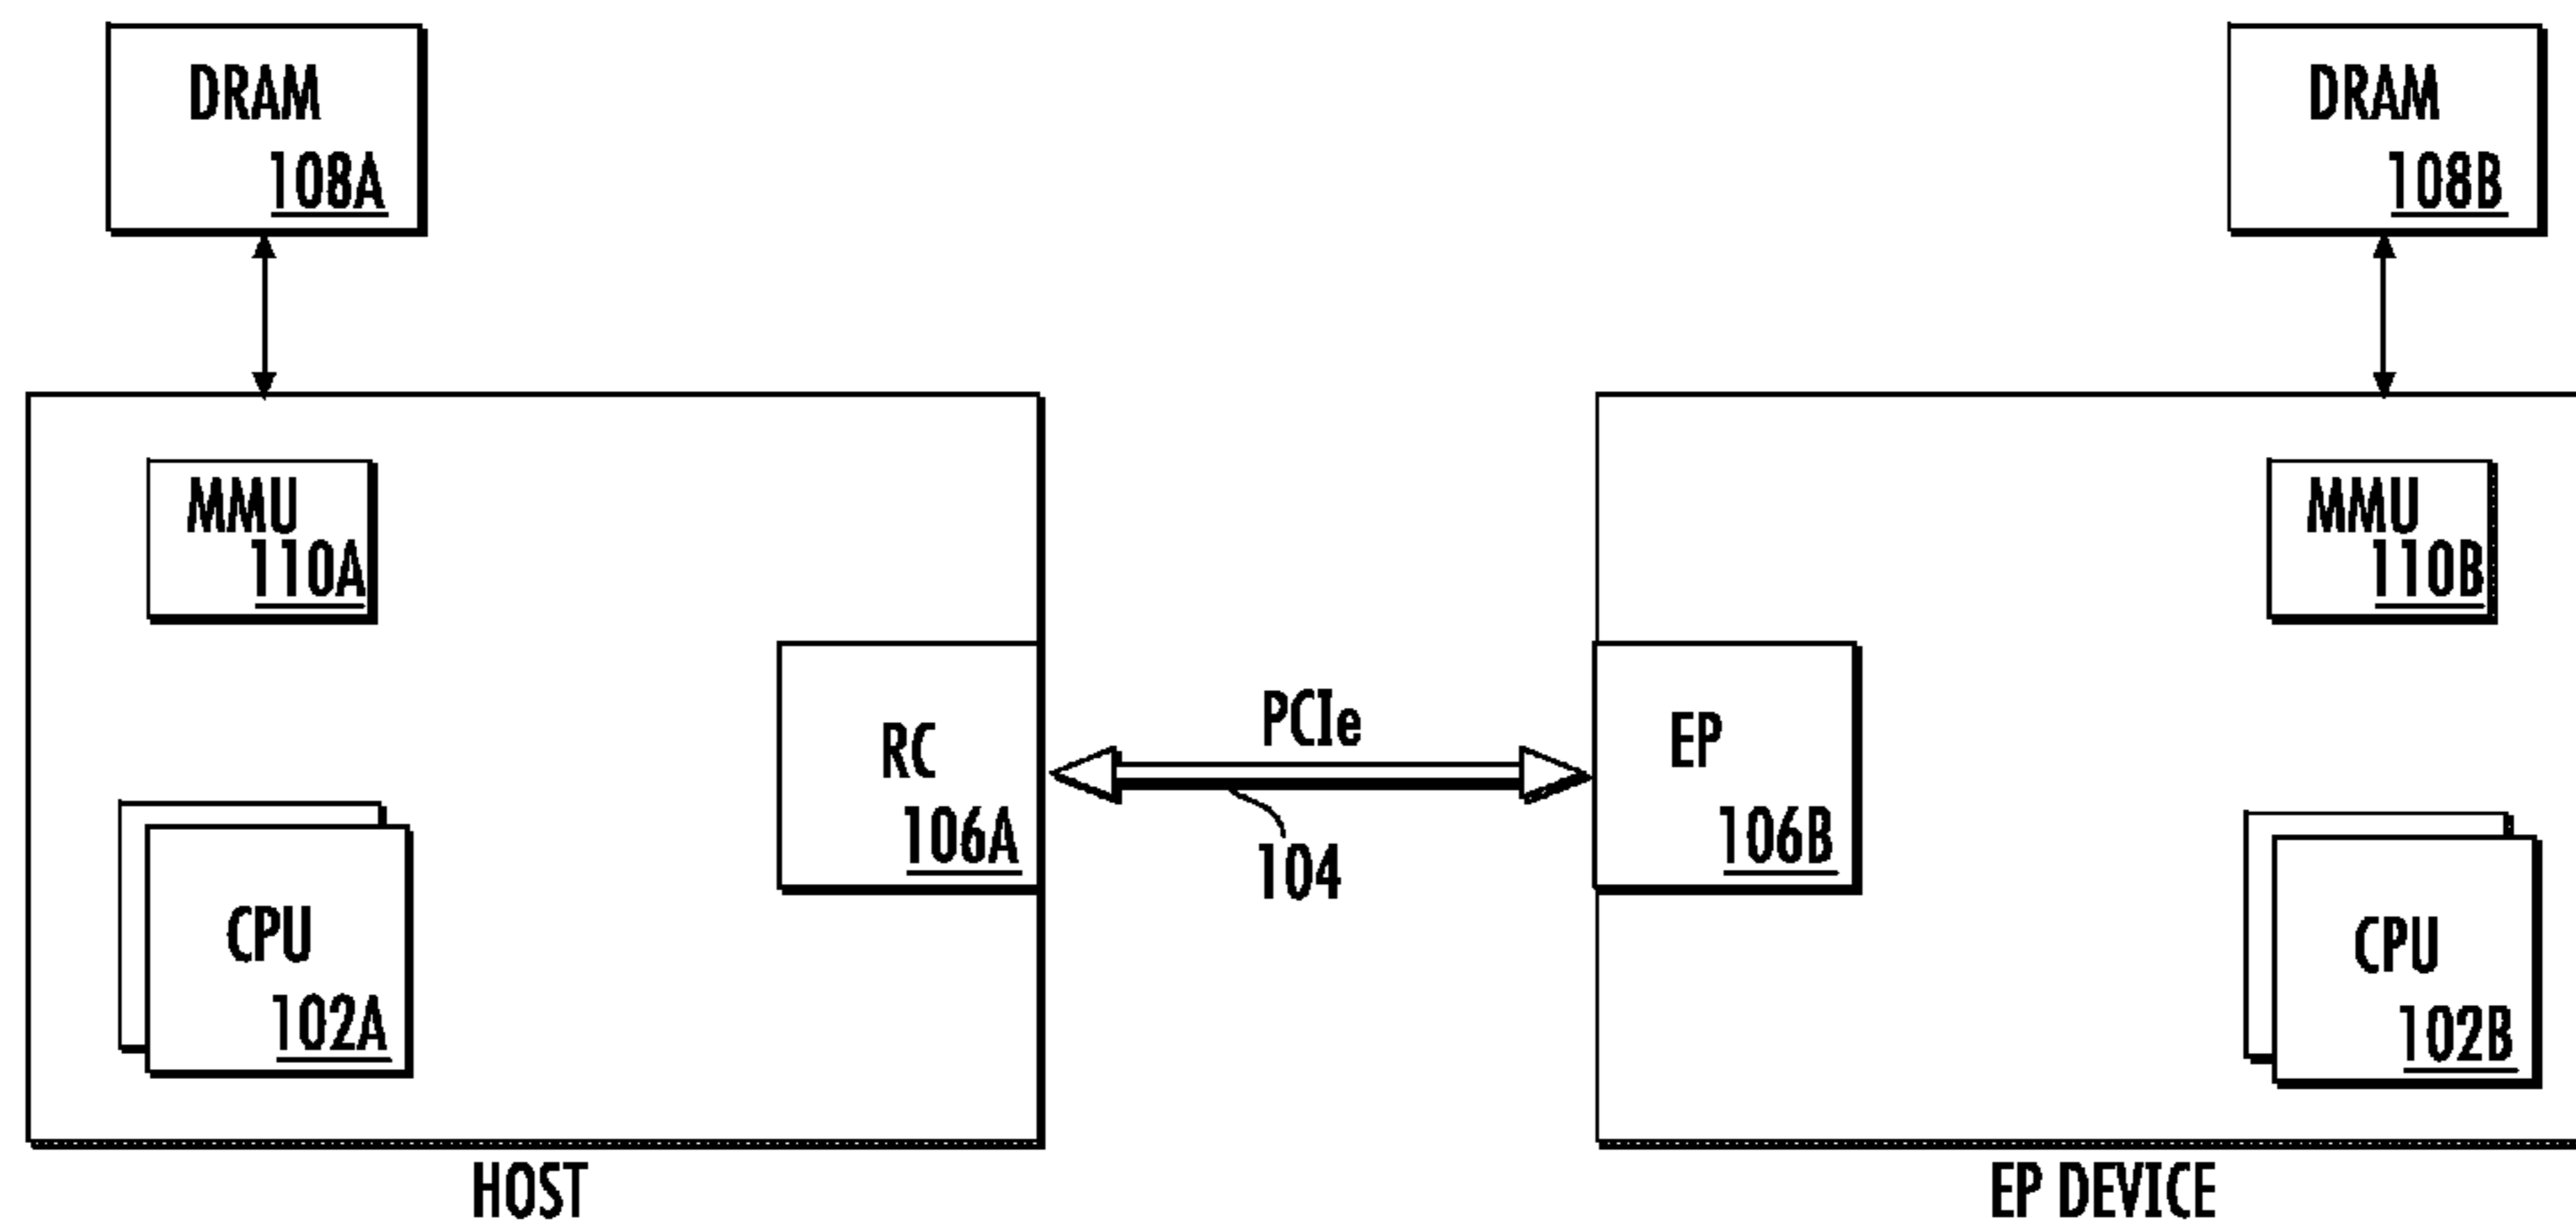 DRAM
108A
DRAM
108B
MMU
110A
MMU
110B
RC
106A
PCIe
104
EP
106B
CPU
102A
CPU
102B
HOST
EP DEVICE